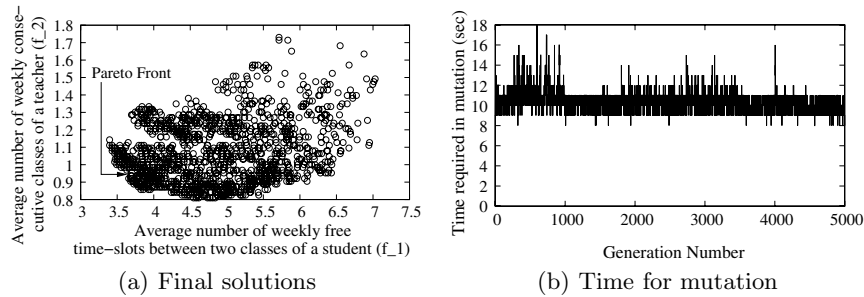 Average number of weekly conse−
cutive classes of a teacher (f_2)
1.8
1.7
1.6
1.5
1.4
1.3
1.2
1.1
1
0.9
0.8
Pareto Front
3 3.5 4 4.5 5 5.5 6 6.5 7 7.5
Average number of weekly free
time−slots between two classes of a student (f_1)
(a) Final solutions
Time required in mutation (sec)
18
16
14
12
10
8
6
4
2
0
0 1000 2000 3000 4000 5000
Generation Number
(b) Time for mutation